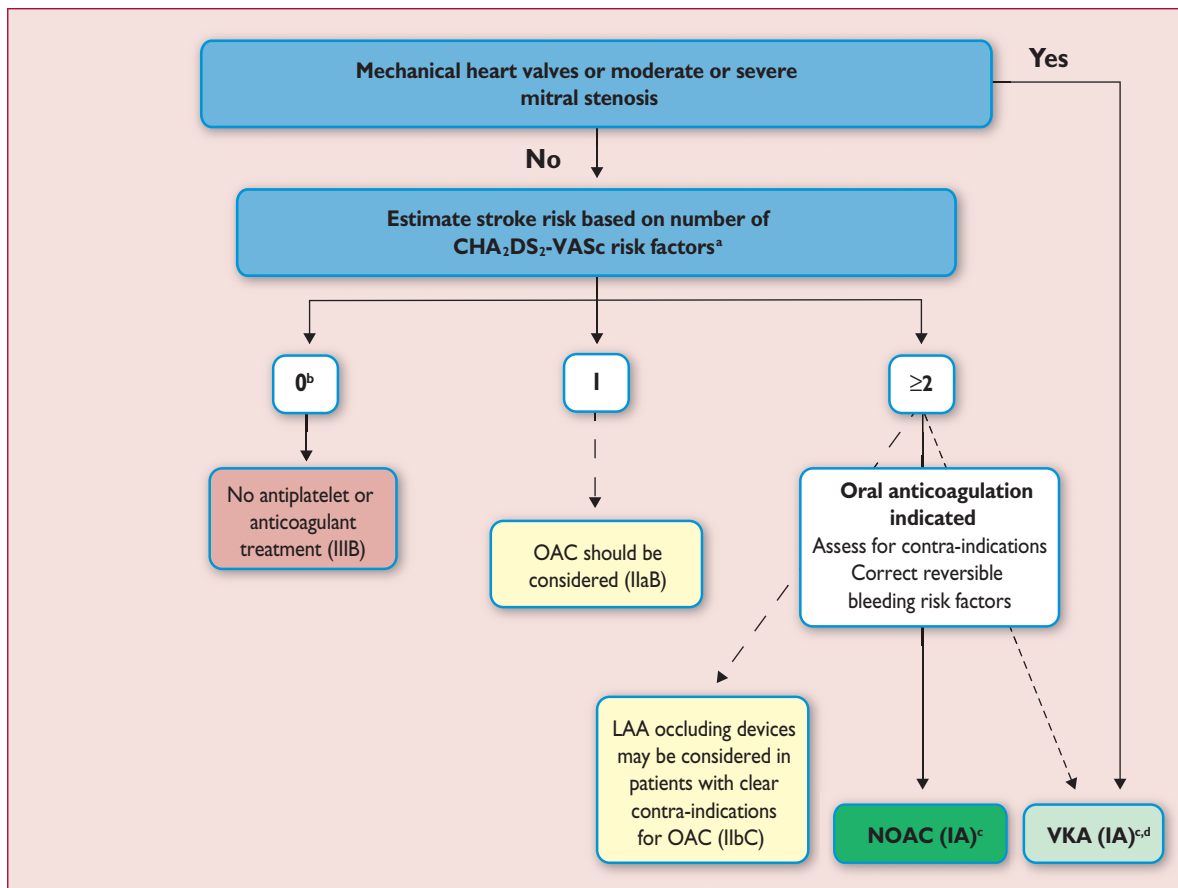 Mechanical heart valves or moderate or severe
mitral stenosis
Yes
No
Estimate stroke risk based on number of
CHA₂DS₂-VASc risk factorsᵃ
0ᵇ
1
≥2
No antiplatelet or
anticoagulant
treatment (IIIB)
OAC should be
considered (IIaB)
Oral anticoagulation
indicated
Assess for contra-indications
Correct reversible
bleeding risk factors
LAA occluding devices
may be considered in
patients with clear
contra-indications
for OAC (IIbC)
NOAC (IA)ᶜ
VKA (IA)ᶜ,ᵈ